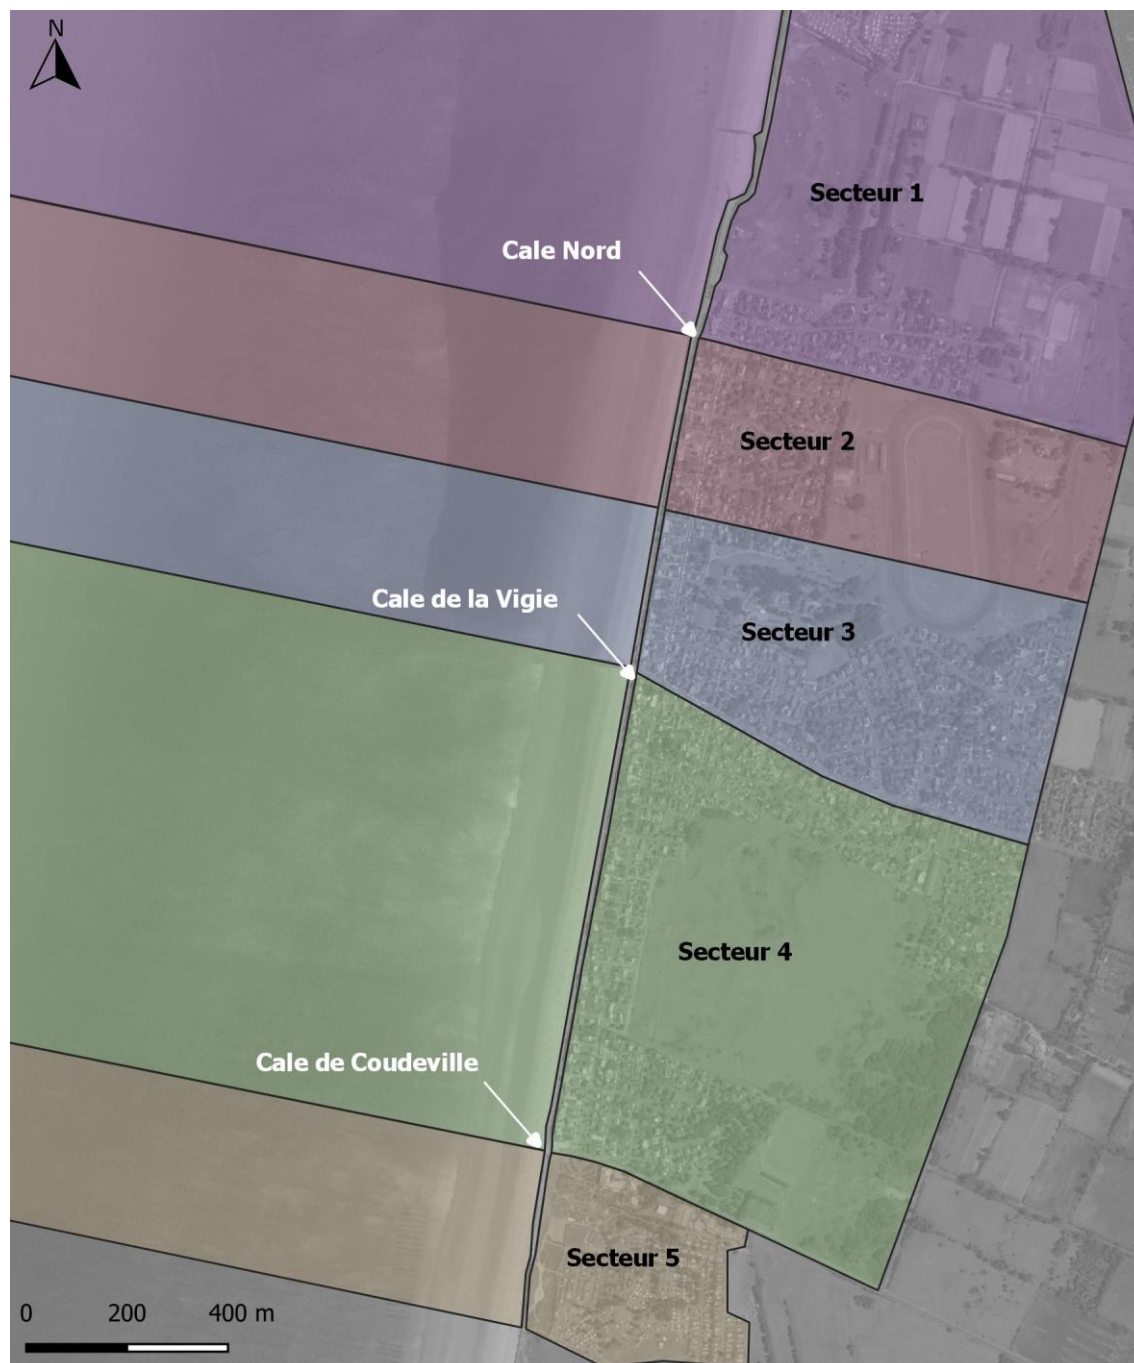 N
Secteur 1
Cale Nord
Secteur 2
Cale de la Vigie
Secteur 3
Secteur 4
Cale de Coudeville
Secteur 5
0 200 400 m